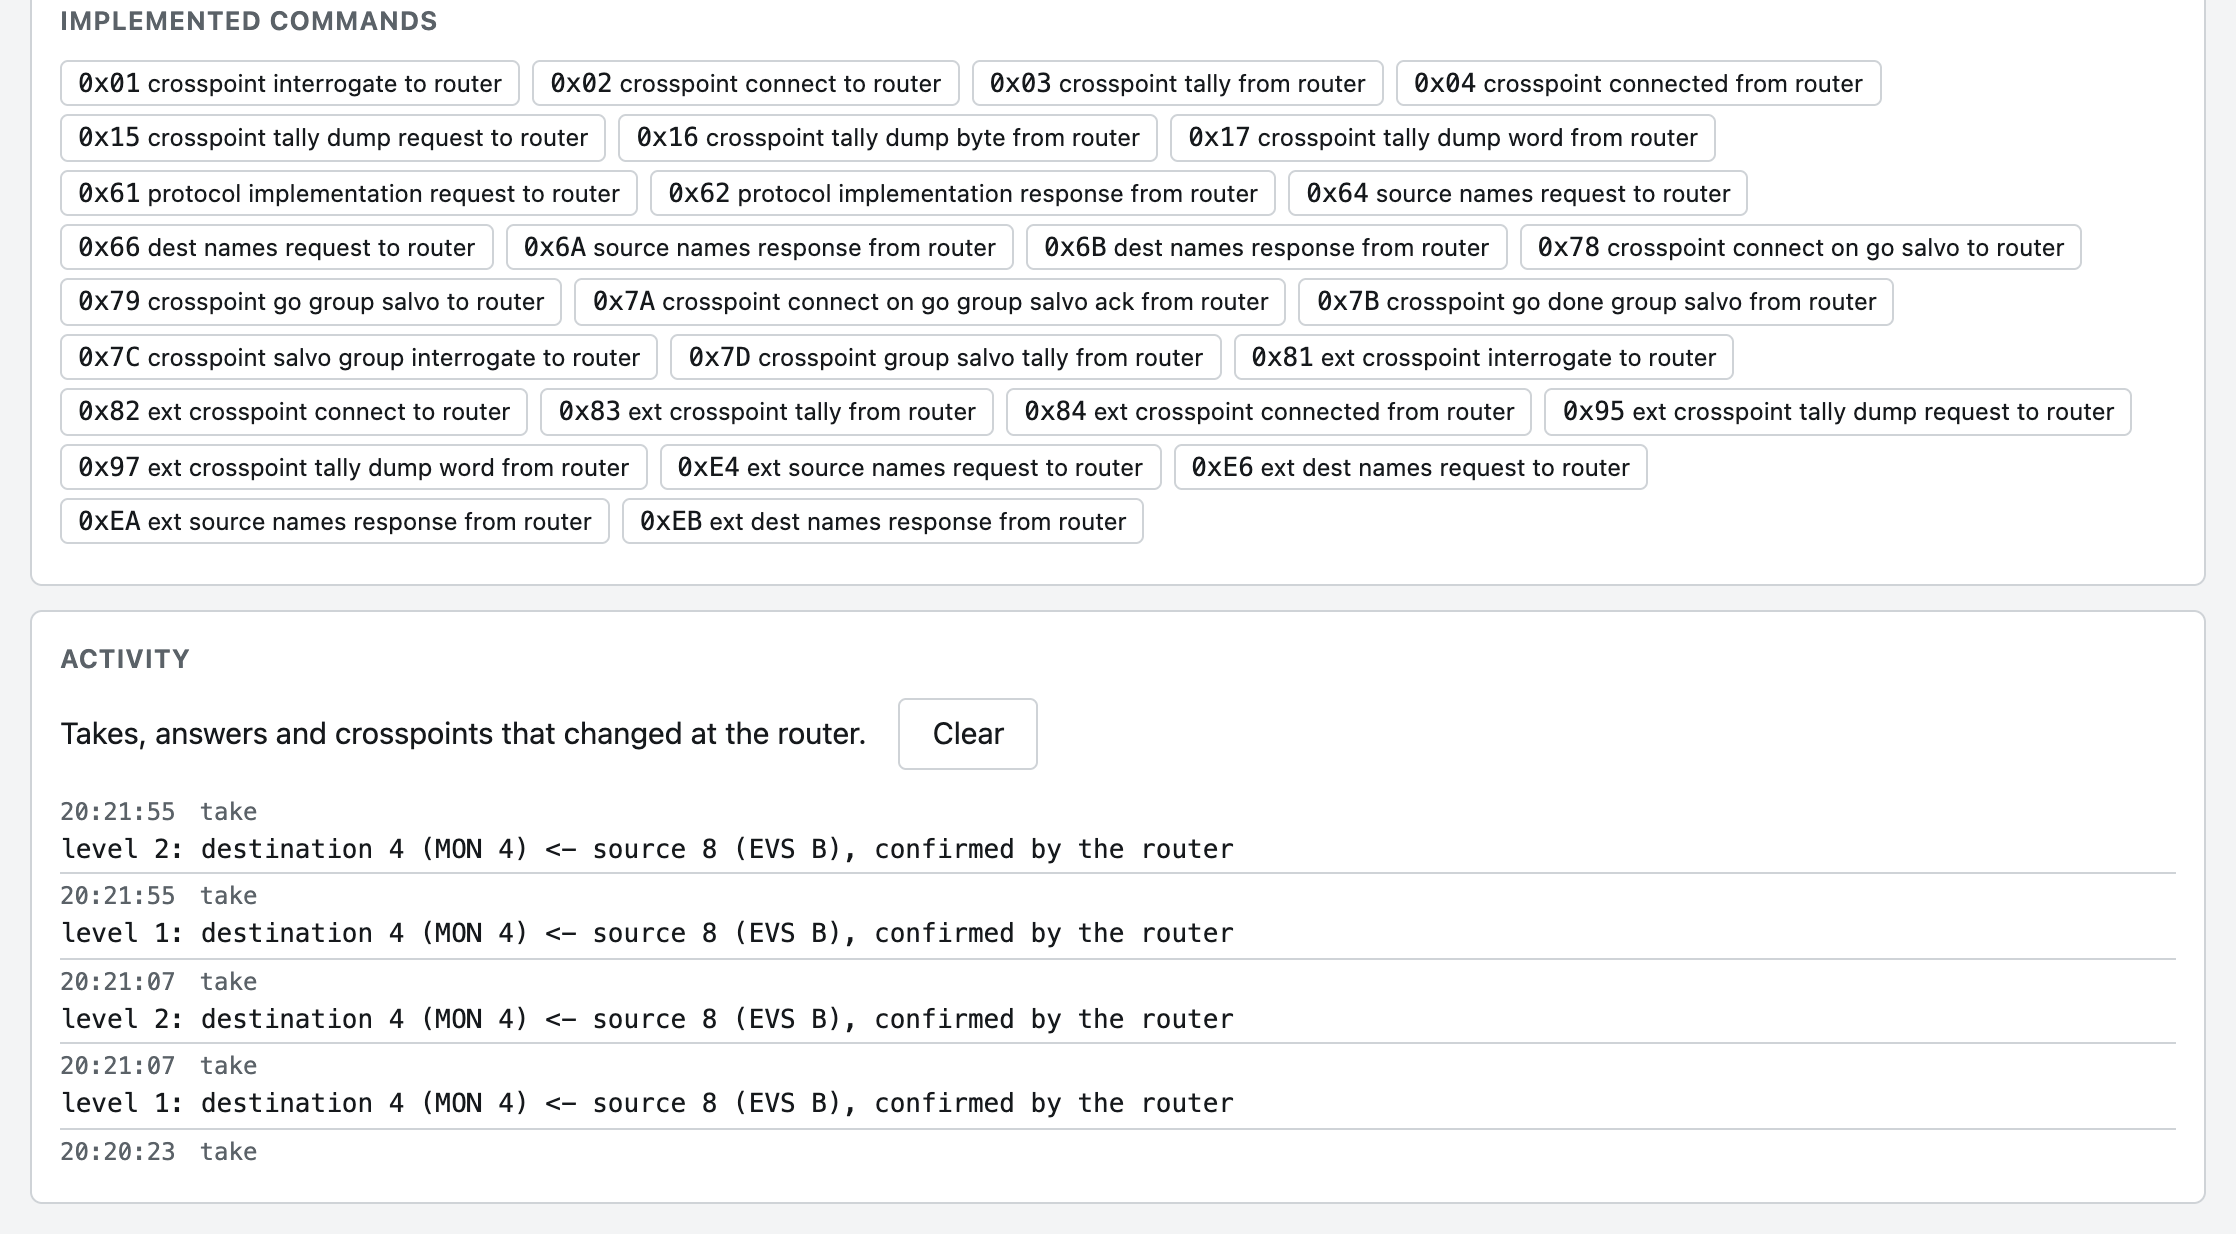 IMPLEMENTED COMMANDS
0x01 crosspoint interrogate to router 0x02 crosspoint connect to router 0x03 crosspoint tally from router 0x04 crosspoint connected from router
0x15 crosspoint tally dump request to router 0x16 crosspoint tally dump byte from router 0x17 crosspoint tally dump word from router
0x61 protocol implementation request to router 0x62 protocol implementation response from router 0x64 source names request to router
0x66 dest names request to router 0x6A source names response from router 0x6B dest names response from router 0x78 crosspoint connect on go salvo to router
0x79 crosspoint go group salvo to router 0x7A crosspoint connect on go group salvo ack from router 0x7B crosspoint go done group salvo from router
0x7C crosspoint salvo group interrogate to router 0x7D crosspoint group salvo tally from router 0x81 ext crosspoint interrogate to router
0x82 ext crosspoint connect to router 0x83 ext crosspoint tally from router 0x84 ext crosspoint connected from router 0x95 ext crosspoint tally dump request to router
0x97 ext crosspoint tally dump word from router 0xE4 ext source names request to router 0xE6 ext dest names request to router
0xEA ext source names response from router 0xEB ext dest names response from router
ACTIVITY
Takes, answers and crosspoints that changed at the router. Clear
20:21:55 take
level 2: destination 4 (MON 4) <- source 8 (EVS B), confirmed by the router
20:21:55 take
level 1: destination 4 (MON 4) <- source 8 (EVS B), confirmed by the router
20:21:07 take
level 2: destination 4 (MON 4) <- source 8 (EVS B), confirmed by the router
20:21:07 take
level 1: destination 4 (MON 4) <- source 8 (EVS B), confirmed by the router
20:20:23 take